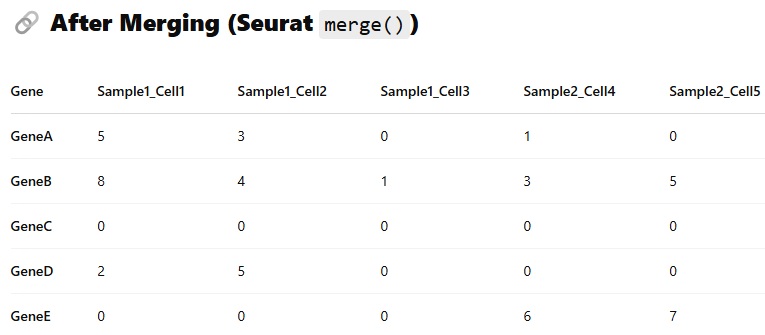 🔗 After Merging (Seurat merge())
Gene Sample1_Cell1 Sample1_Cell2 Sample1_Cell3 Sample2_Cell4 Sample2_Cell5
GeneA 5 3 0 1 0
GeneB 8 4 1 3 5
GeneC 0 0 0 0 0
GeneD 2 5 0 0 0
GeneE 0 0 0 6 7